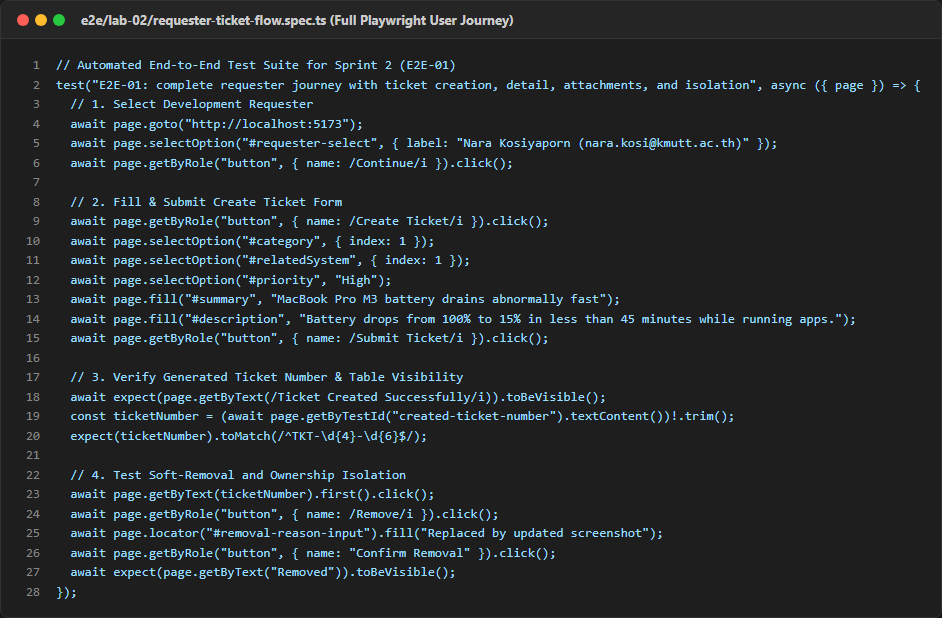 e2e/lab-02/requester-ticket-flow.spec.ts (Full Playwright User Journey)
1 // Automated End-to-End Test Suite for Sprint 2 (E2E-01)
2 test("E2E-01: complete requester journey with ticket creation, detail, attachments, and isolation", async ({ page }) => {
3   // 1. Select Development Requester
4   await page.goto("http://localhost:5173");
5   await page.selectOption("#requester-select", { label: "Nara Kosiyaporn (nara.kosi@kmutt.ac.th)" });
6   await page.getByRole("button", { name: /Continue/i }).click();
7
8   // 2. Fill & Submit Create Ticket Form
9   await page.getByRole("button", { name: /Create Ticket/i }).click();
10   await page.selectOption("#category", { index: 1 });
11   await page.selectOption("#relatedSystem", { index: 1 });
12   await page.selectOption("#priority", "High");
13   await page.fill("#summary", "MacBook Pro M3 battery drains abnormally fast");
14   await page.fill("#description", "Battery drops from 100% to 15% in less than 45 minutes while running apps.");
15   await page.getByRole("button", { name: /Submit Ticket/i }).click();
16
17   // 3. Verify Generated Ticket Number & Table Visibility
18   await expect(page.getByText(/Ticket Created Successfully/i)).toBeVisible();
19   const ticketNumber = (await page.getByTestId("created-ticket-number").textContent())!.trim();
20   expect(ticketNumber).toMatch(/^TKT-\d{4}-\d{6}$/);
21
22   // 4. Test Soft-Removal and Ownership Isolation
23   await page.getByText(ticketNumber).first().click();
24   await page.getByRole("button", { name: /Remove/i }).click();
25   await page.locator("#removal-reason-input").fill("Replaced by updated screenshot");
26   await page.getByRole("button", { name: "Confirm Removal" }).click();
27   await expect(page.getByText("Removed")).toBeVisible();
28 });